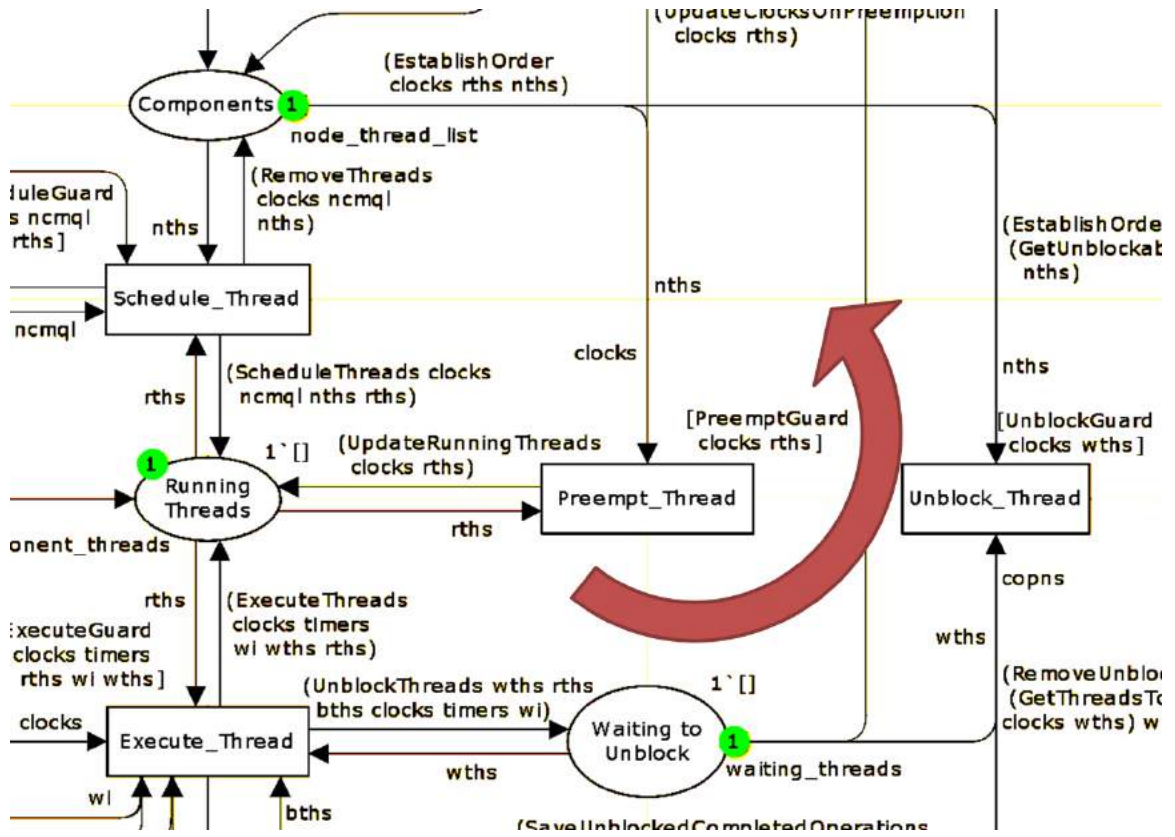 (UpdateClocksOnPreemption
clocks rths)
(EstablishOrder
clocks rths nths)
Components
1
node_thread_list
(RemoveThreads
clocks ncmql
nths)
duleGuard
s ncmql
rths]
nths
(EstablishOrde
(GetUnblockab
nths)
Schedule_Thread
nths
ncmql
clocks
rths
(ScheduleThreads clocks
ncmql nths rths)
nths
[PreemptGuard
clocks rths]
[UnblockGuard
clocks wths]
1`[]
(UpdateRunningThreads
clocks rths)
1
Running
Threads
Preempt_Thread
Unblock_Thread
rths
onent_threads
copns
rths
(ExecuteThreads
clocks timers
wi wths rths)
ExecuteGuard
clocks timers
rths wi wths]
wths
(RemoveUnbloc
(GetThreadsTo
clocks wths) w
(UnblockThreads wths rths
bths clocks timers wi)
1`[]
clocks
Execute_Thread
Waiting to
Unblock
1
wths
waiting_threads
wi
bths
(SaveUnblockedCompletedOperations